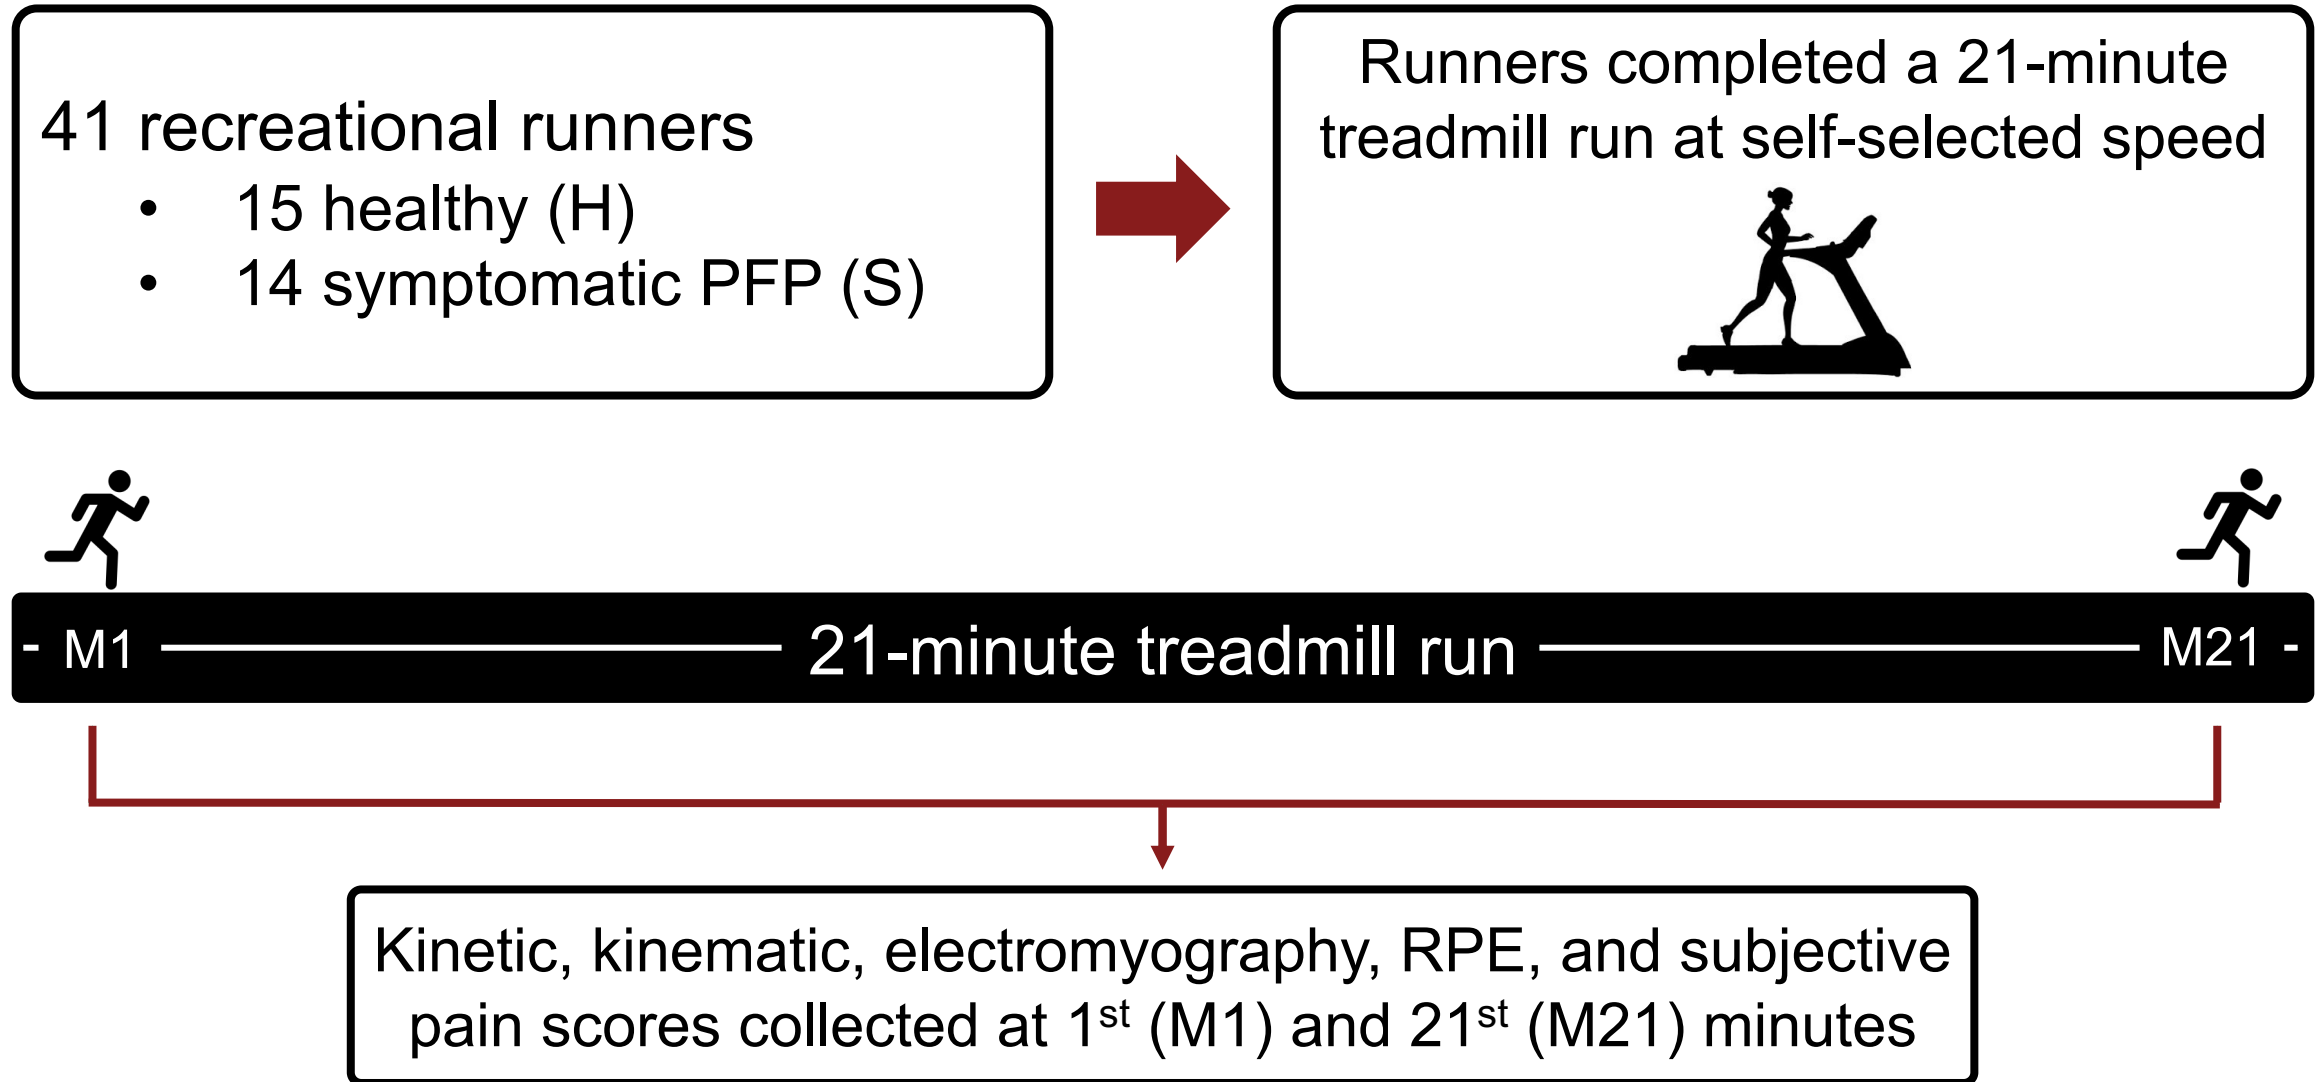 41 recreational runners
• 15 healthy (H)
• 14 symptomatic PFP (S)
Runners completed a 21-minute
treadmill run at self-selected speed
- M1
21-minute treadmill run
M21 -
Kinetic, kinematic, electromyography, RPE, and subjective
pain scores collected at 1st (M1) and 21st (M21) minutes